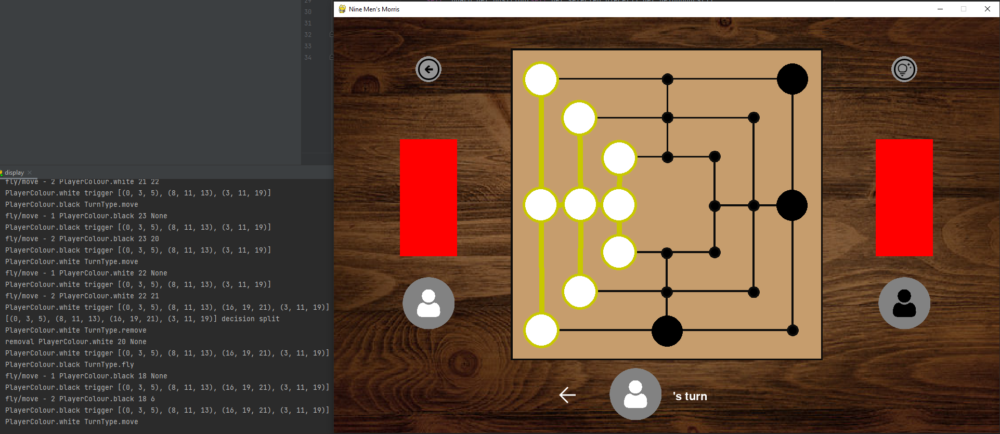 Nine Men's Morris
29
30
31
32
33
34
display
fly/move - 2 PlayerColour.white 21 22
PlayerColour.white trigger [(0, 3, 5), (8, 11, 13), (3, 11, 19)]
PlayerColour.black TurnType.move
fly/move - 1 PlayerColour.black 23 None
PlayerColour.black trigger [(0, 3, 5), (8, 11, 13), (3, 11, 19)]
fly/move - 2 PlayerColour.black 23 20
PlayerColour.black trigger [(0, 3, 5), (8, 11, 13), (3, 11, 19)]
PlayerColour.white TurnType.move
fly/move - 1 PlayerColour.white 22 None
PlayerColour.white trigger [(0, 3, 5), (8, 11, 13), (3, 11, 19)]
fly/move - 2 PlayerColour.white 22 21
PlayerColour.white trigger [(0, 3, 5), (8, 11, 13), (16, 19, 21), (3, 11, 19)]
[(0, 3, 5), (8, 11, 13), (16, 19, 21), (3, 11, 19)] decision split
PlayerColour.white TurnType.remove
removal PlayerColour.white 20 None
PlayerColour.white trigger [(0, 3, 5), (8, 11, 13), (16, 19, 21), (3, 11, 19)]
PlayerColour.black TurnType.fly
fly/move - 1 PlayerColour.black 18 None
PlayerColour.black trigger [(0, 3, 5), (8, 11, 13), (16, 19, 21), (3, 11, 19)]
fly/move - 2 PlayerColour.black 18 6
PlayerColour.black trigger [(0, 3, 5), (8, 11, 13), (16, 19, 21), (3, 11, 19)]
PlayerColour.white TurnType.move
's turn